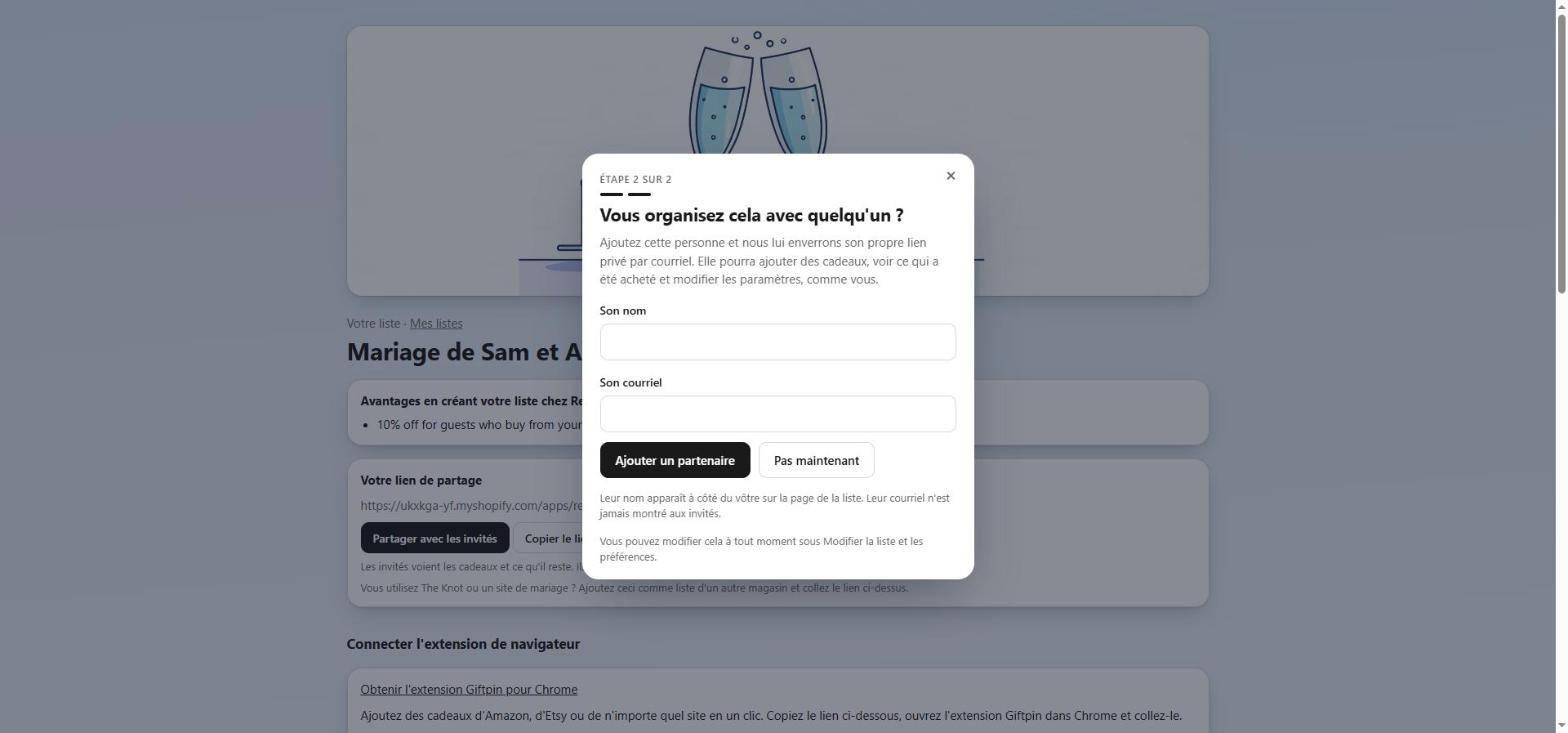 ÉTAPE 2 SUR 2
Vous organisez cela avec quelqu'un ?
Ajoutez cette personne et nous lui enverrons son propre lien
privé par courriel. Elle pourra ajouter des cadeaux, voir ce qui a
été acheté et modifier les paramètres, comme vous.
Son nom
Son courriel
Ajouter un partenaire
Pas maintenant
Leur nom apparaît à côté du vôtre sur la page de la liste. Leur courriel n'est
jamais montré aux invités.
Vous pouvez modifier cela à tout moment sous Modifier la liste et les
préférences.
Votre liste · Mes listes
Mariage de Sam et A
Avantages en créant votre liste chez
10% off for guests who buy from your
Votre lien de partage
https://ukxkga-yf.myshopify.com/apps/re
Partager avec les invités
Copier le
Les invités voient les cadeaux et ce qu'il reste.
Vous utilisez The Knot ou un site de mariage ? Ajoutez ceci comme liste d'un autre magasin et collez le lien ci-dessus.
Connecter l'extension de navigateur
Obtenir l'extension Giftpin pour Chrome
Ajoutez des cadeaux d'Amazon, d'Etsy ou de n'importe quel site en un clic. Copiez le lien ci-dessous, ouvrez l'extension Giftpin dans Chrome et collez-le.